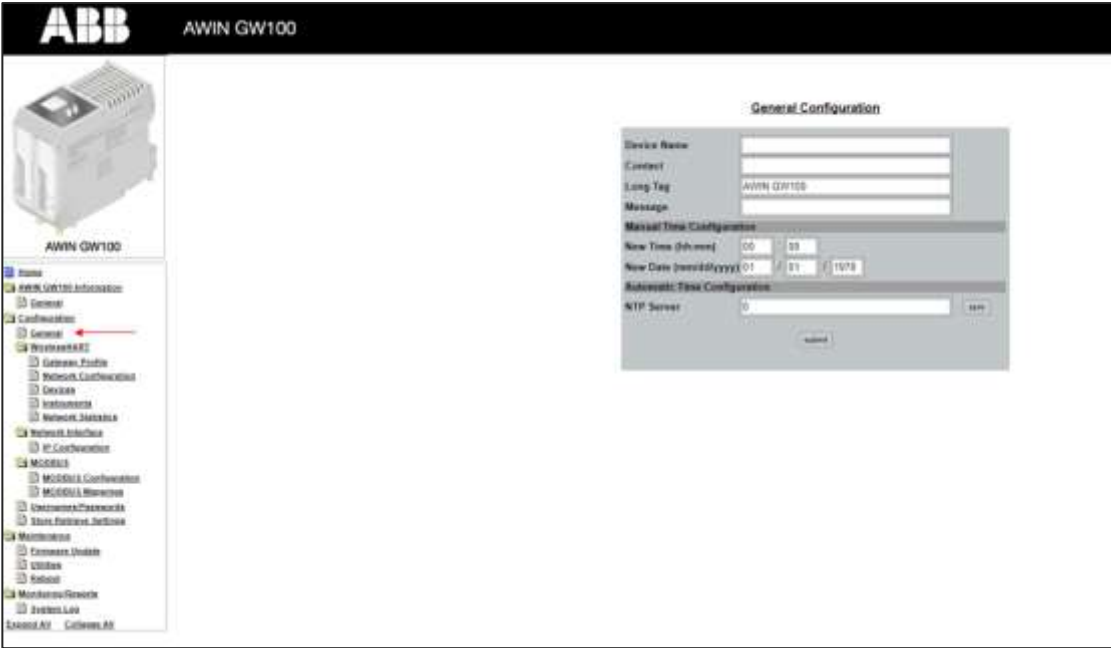 ABB
AWIN GW100
AWIN GW100
Home
AWIN GW100 Information
General
Configuration
General
WirelessHART
Gateway Profile
Network Configuration
Devices
Instruments
Network Statistics
Network Interface
IP Configuration
MODBUS
MODBUS Configuration
MODBUS Mapping
Usernames/Passwords
Store Retrieve Settings
Maintenance
Firmware Update
Utilities
Reboot
Monitoring/Reports
System Log
Expand All Collapse All
General Configuration
Device Name
Contact
Long Tag AWIN GW100
Message
Manual Time Configuration
New Time (hh:mm) 00 :
New Date (mm/dd/yyyy) 01 / 01 / 1970
Automatic Time Configuration
NTP Server 0
submit